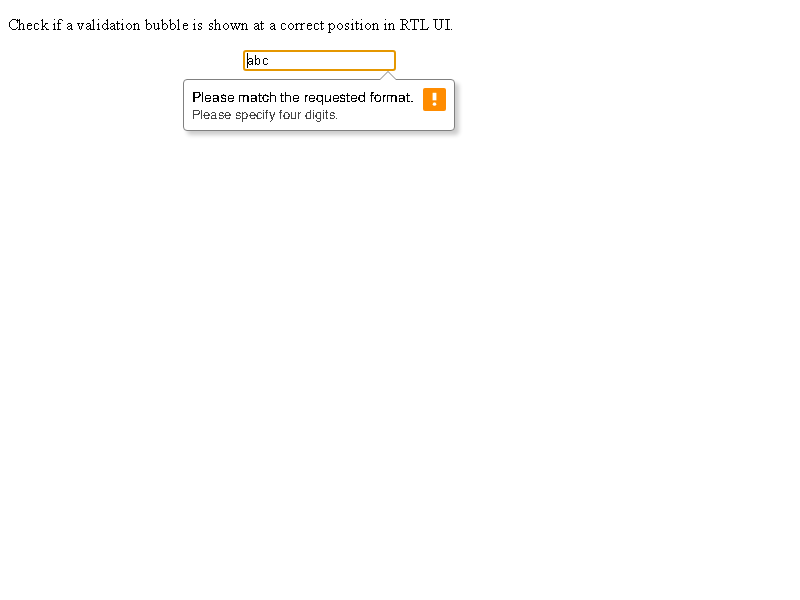 Check if a validation bubble is shown at a correct position in RTL UI.
abc
Please match the requested format.
Please specify four digits.